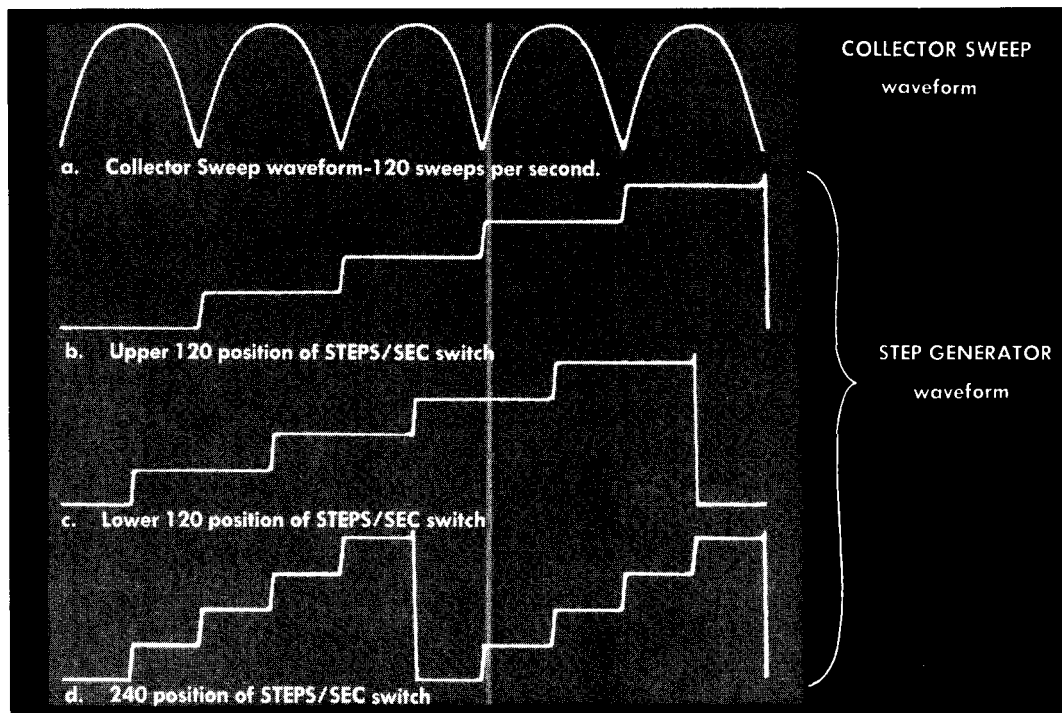 COLLECTOR SWEEP
waveform
a. Collector Sweep waveform-120 sweeps per second.
b. Upper 120 position of STEPS/SEC switch
STEP GENERATOR
waveform
c. Lower 120 position of STEPS/SEC switch
d. 240 position of STEPS/SEC switch